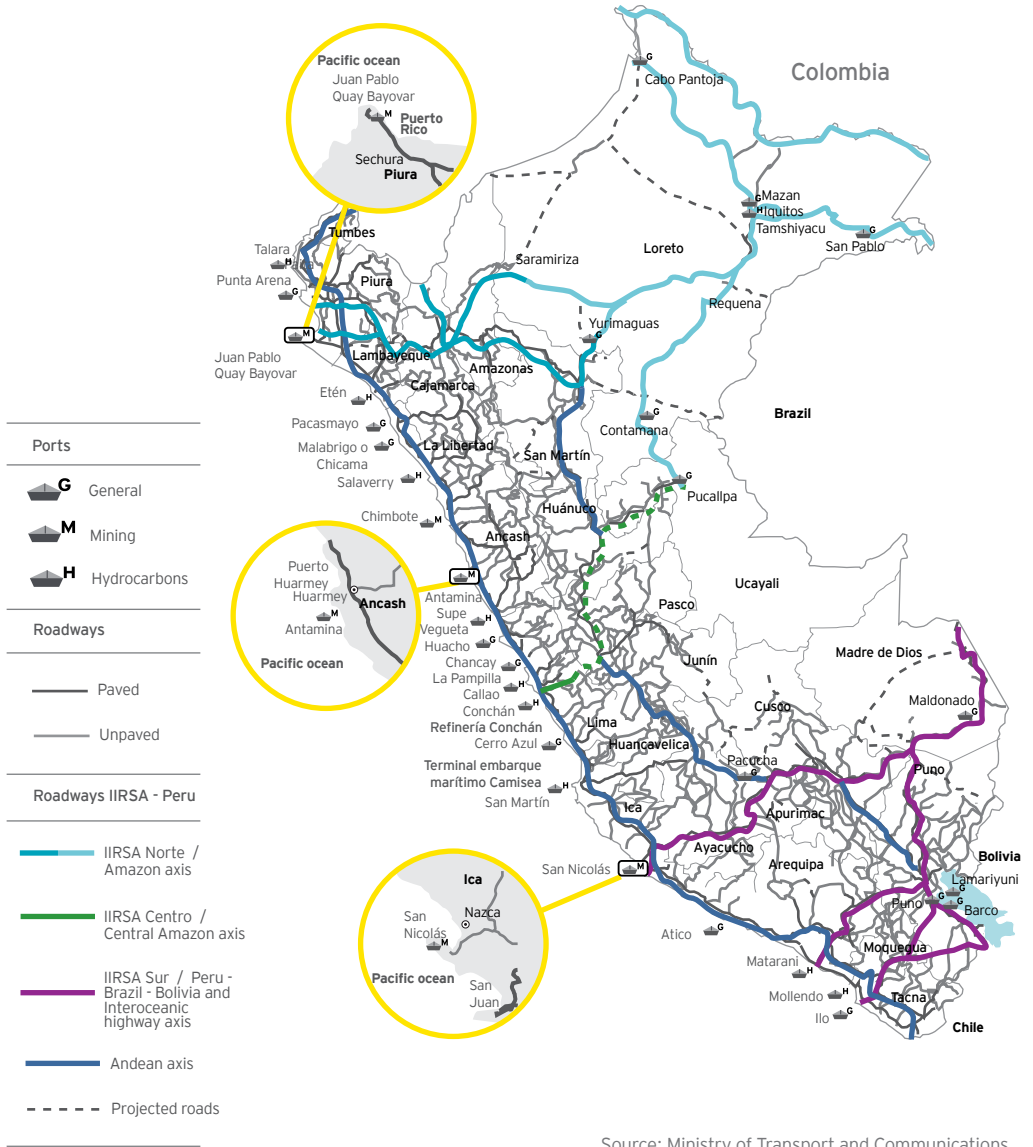 Pacific ocean
Juan Pablo
Quay Bayovar
M
Puerto
Rico
Sechura
Piura
G
Cabo Pantoja
Colombia
G
Mazan
H
Iquitos
Tamshiyacu
G
San Pablo
Loreto
Saramiriza
Requena
Tumbes
Talara
Paita
H
Punta Arena
G
Piura
M
Juan Pablo
Quay Bayovar
Lambayeque
Cajamarca
Amazonas
Yurimaguas
G
Etén
H
Pacasmayo
G
Malabrigo o
Chicama
G
Salaverry
H
La Libertad
San Martín
Contamana
G
Brazil
G
Pucallpa
Chimbote
M
Huánuco
Ancash
Ucayali
Pasco
Puerto
Huarmey
Huarmey
Ancash
M
Antamina
Pacific ocean
M
Antamina
Supe
H
Vegueta
Huacho
G
Chancay
G
La Pampilla
Callao
H
Conchán
H
Refinería Conchán
Cerro Azul
G
Terminal embarque
marítimo Camisea
H
San Martín
Junín
Lima
Huancavelica
Cusco
Madre de Dios
Maldonado
G
Pacucha
G
Puno
Ica
Apurimac
Ayacucho
Arequipa
San Nicolás
M
Bolivia
Lamariyuni
G
Puno
G
G
Barco
Ica
Nazca
San
Nicolás
M
Pacific ocean
San
Juan
Atico
G
Moquegua
Matarani
H
Mollendo
H
Ilo
G
Tacna
Chile
Ports
G
General
M
Mining
H
Hydrocarbons
Roadways
Paved
Unpaved
Roadways IIRSA - Peru
IIRSA Norte /
Amazon axis
IIRSA Centro /
Central Amazon axis
IIRSA Sur / Peru -
Brazil - Bolivia and
Interoceanic
highway axis
Andean axis
Projected roads
Source: Ministry of Transport and Communications